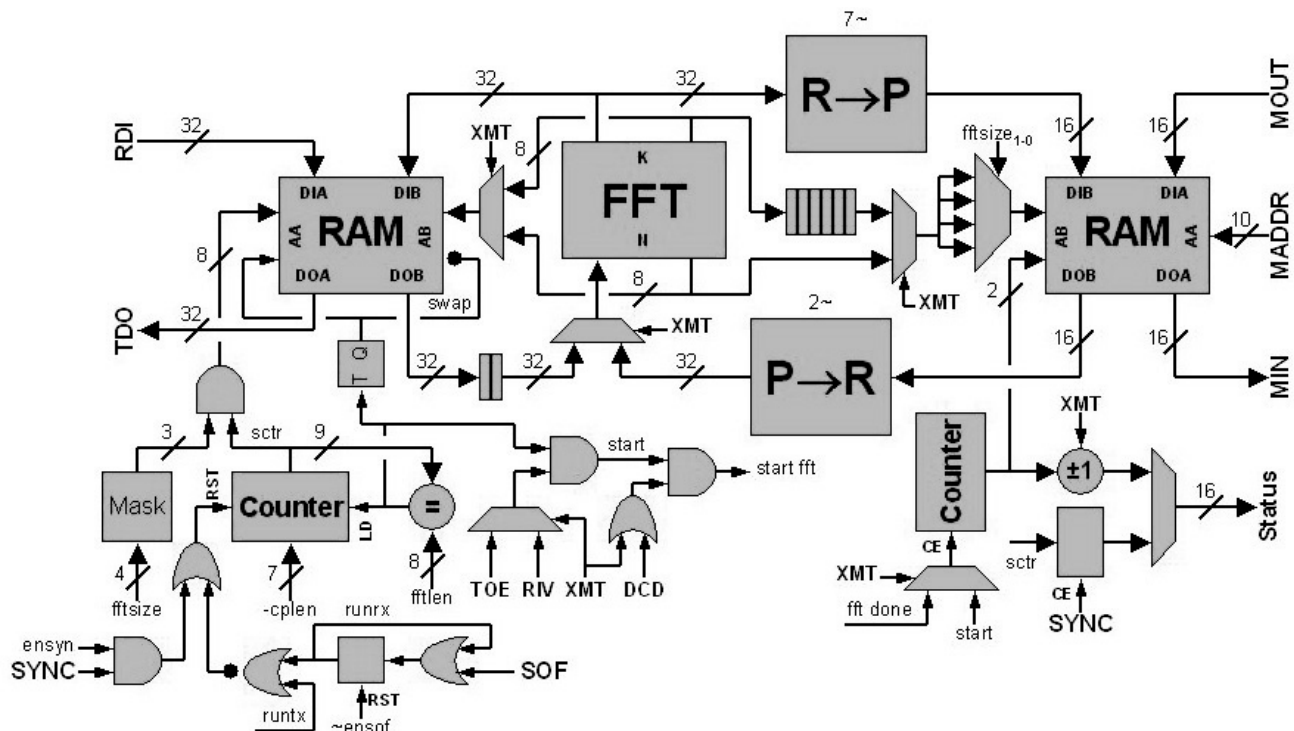 7~
32
32
R→P
MOUT
RDI
32
XMT
8
K
FFT
N
fftsize1-0
16
16
DIA
DIB
RAM
AA
AB
DOA
DOB
DIB
DIA
RAM
AB
AA
DOB
DOA
10
MADDR
8
swap
8
XMT
2
TDO
32
XMT
2~
16
16
T Q
32
32
32
P→R
MIN
3
sctr
9
start
start fft
Counter
XMT
±1
Mask
RST
Counter
LD
=
16
Status
CE
sctr
4
7
8
TOE
RIV
XMT
DCD
XMT
CE
fftsize
-cplen
fftlen
fft done
start
SYNC
runrx
ensyn
SYNC
SOF
RST
runtx
~ensof